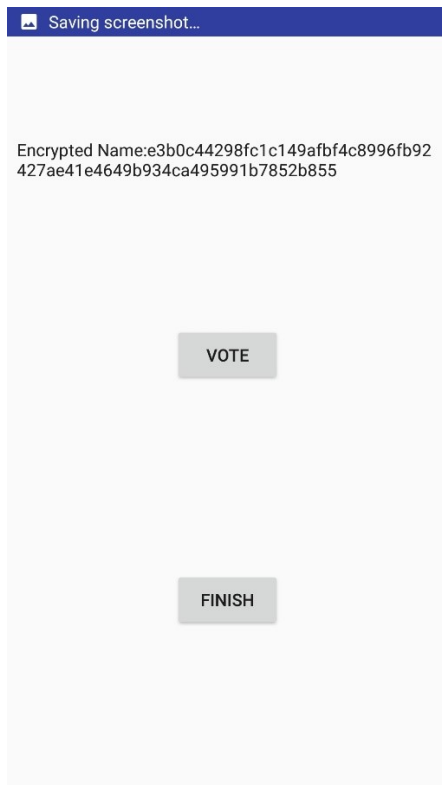 Saving screenshot...
Encrypted Name:e3b0c44298fc1c149afbf4c8996fb92
427ae41e4649b934ca495991b7852b855
VOTE
FINISH